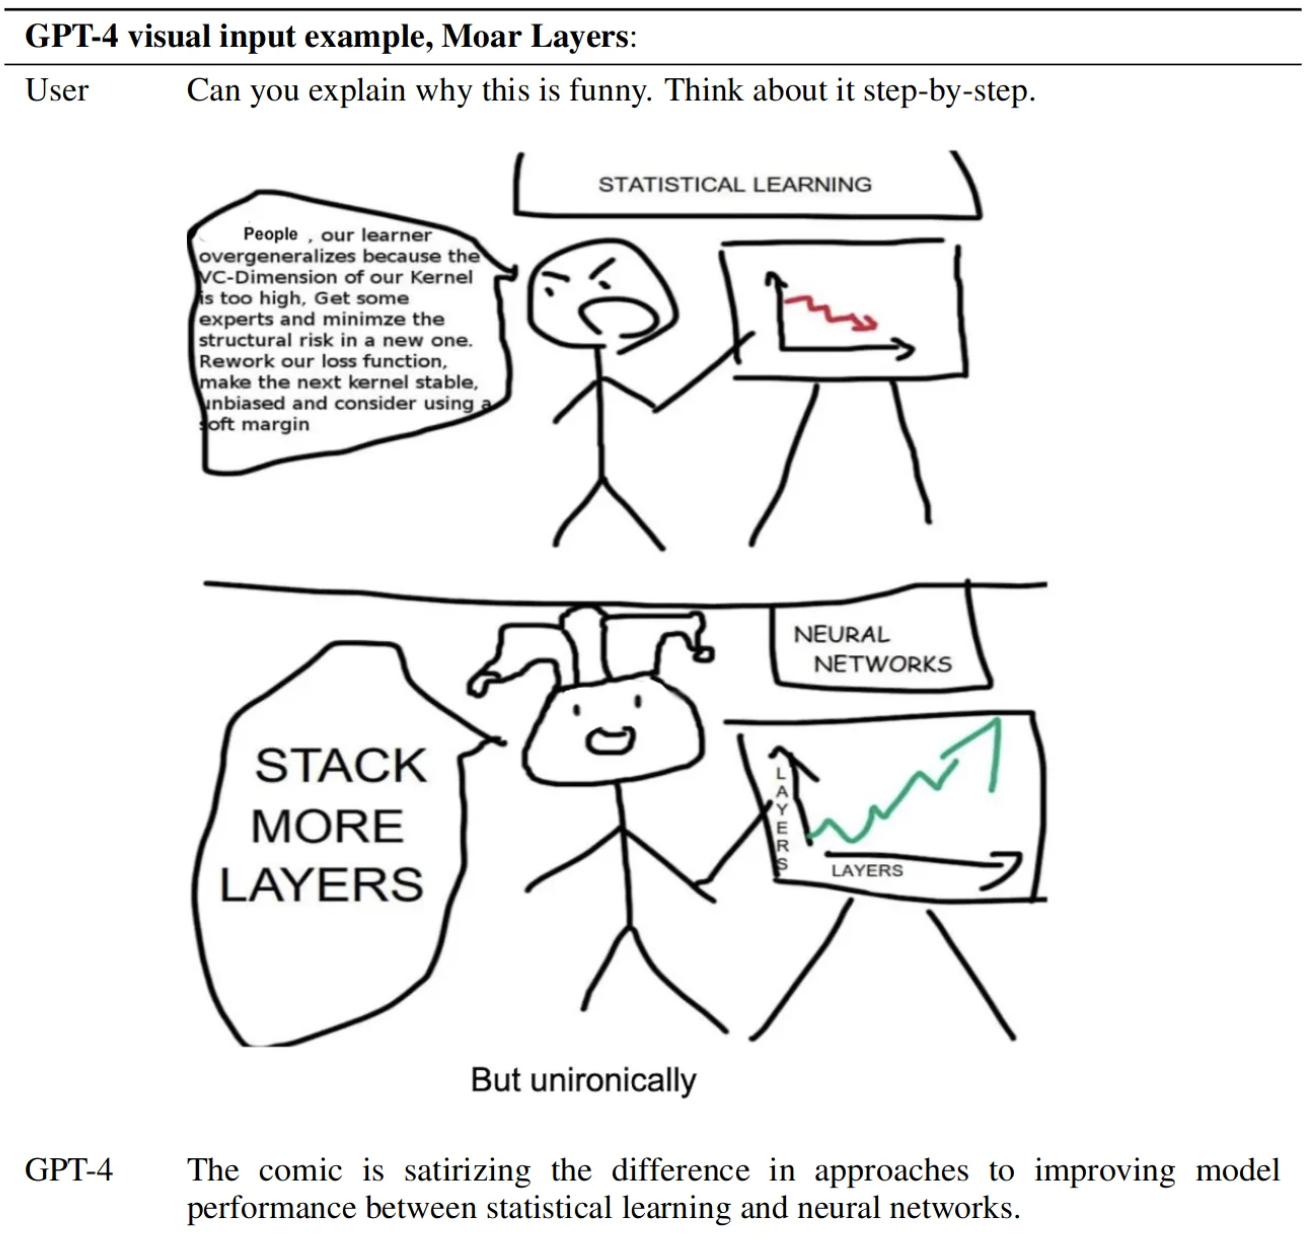 GPT-4 visual input example, Moar Layers:
User Can you explain why this is funny. Think about it step-by-step.
STATISTICAL LEARNING
People , our learner
overgeneralizes because the
VC-Dimension of our Kernel
is too high, Get some
experts and minimze the
structural risk in a new one.
Rework our loss function,
make the next kernel stable,
unbiased and consider using a
soft margin
NEURAL
NETWORKS
STACK
MORE
LAYERS
LAYERS
LAYERS
But unironically
GPT-4 The comic is satirizing the difference in approaches to improving model
performance between statistical learning and neural networks.